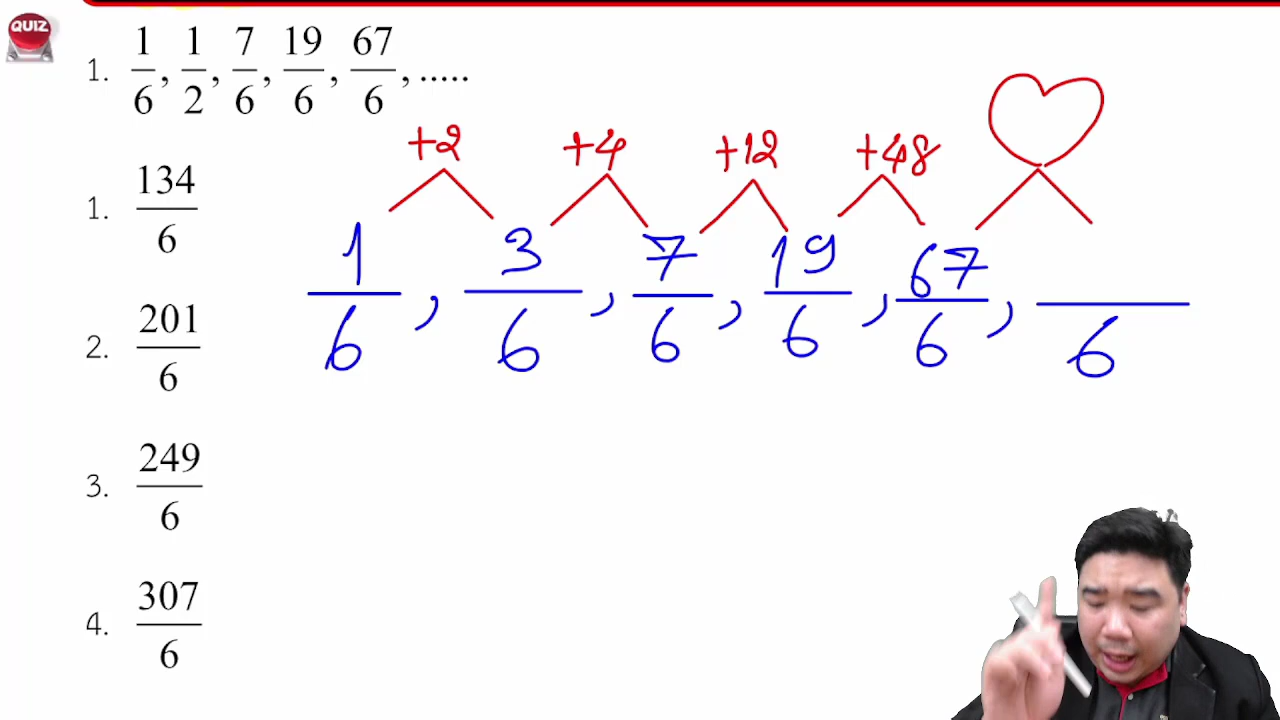 QUIZ
1. 1/6, 1/2, 7/6, 19/6, 67/6, .....
+2 +4 +12 +48
1. 134/6
1/6, 3/6, 7/6, 19/6, 67/6, /6
2. 201/6
3. 249/6
4. 307/6